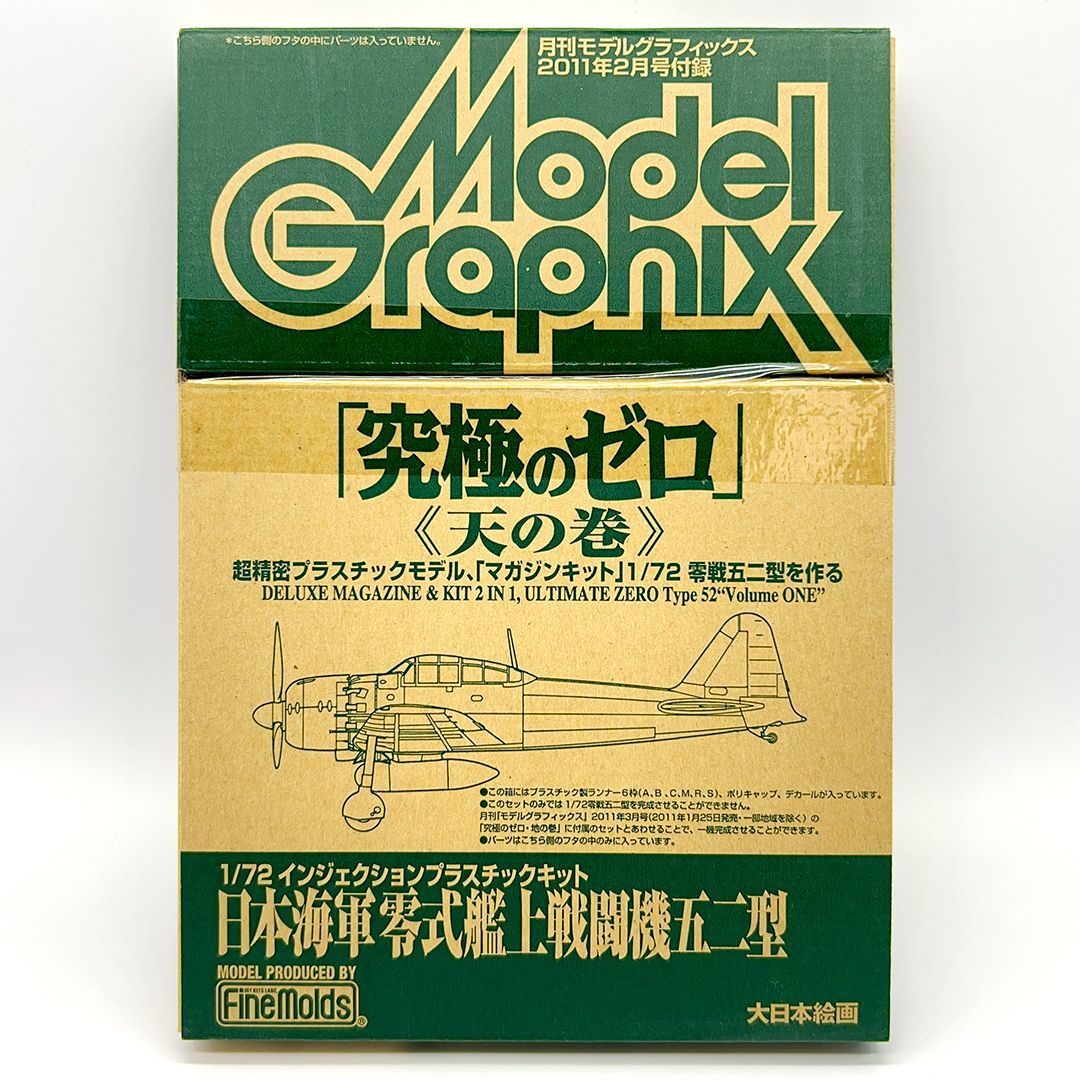 *こちら側のフタの中にパーツは入っていません。
月刊モデルグラフィックス
2011年2月号付録
Model
Graphix
「究極のゼロ」
《天の巻》
超精密プラスチックモデル、「マガジンキット」1/72 零戦五二型を作る
DELUXE MAGAZINE & KIT 2 IN 1, ULTIMATE ZERO Type 52“Volume ONE”
●この箱にはプラスチック製ランナー6枠(A、B、C、M、R、S)、ポリキャップ、デカールが入っています。
●このセットのみでは1/72零戦五二型を完成させることができません。
月刊『モデルグラフィックス』2011年3月号(2011年1月25日発売・一部地域を除く)の
「究極のゼロ・地の巻」に付属のセットとあわせることで、一機完成させることができます。
●パーツはこちら側のフタの中のみに入っています。
1/72 インジェクションプラスチックキット
日本海軍 零式艦上戦闘機五二型
MODEL PRODUCED BY
JOY KITS LABO.
FineMolds®
大日本絵画